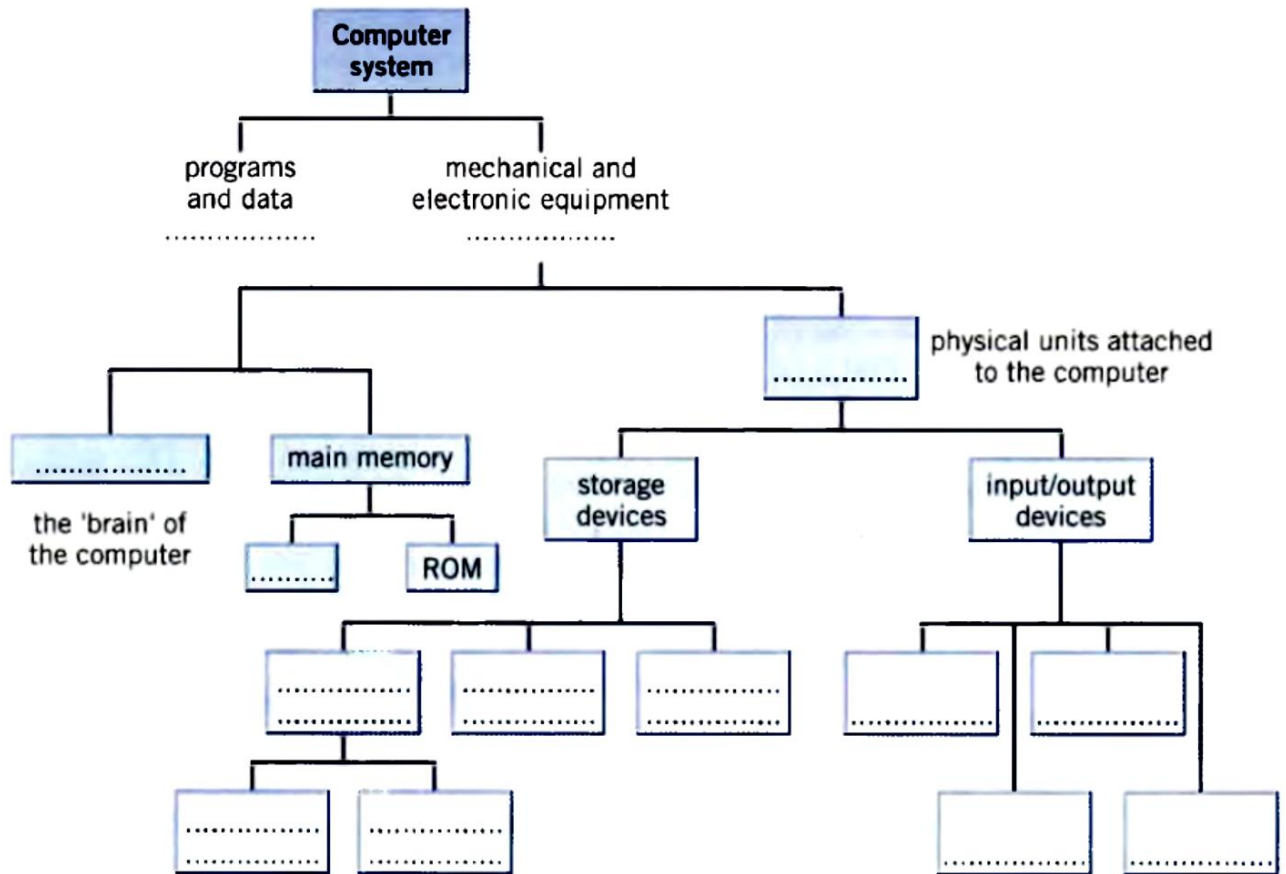 Computer
system
programs
and data
....................
mechanical and
electronic equipment
....................
..................
physical units attached
to the computer
....................
the 'brain' of
the computer
main memory
............
ROM
storage
devices
input/output
devices
..................
..................
..................
..................
..................
..................
....................
....................
..................
..................
..................
..................
....................
....................